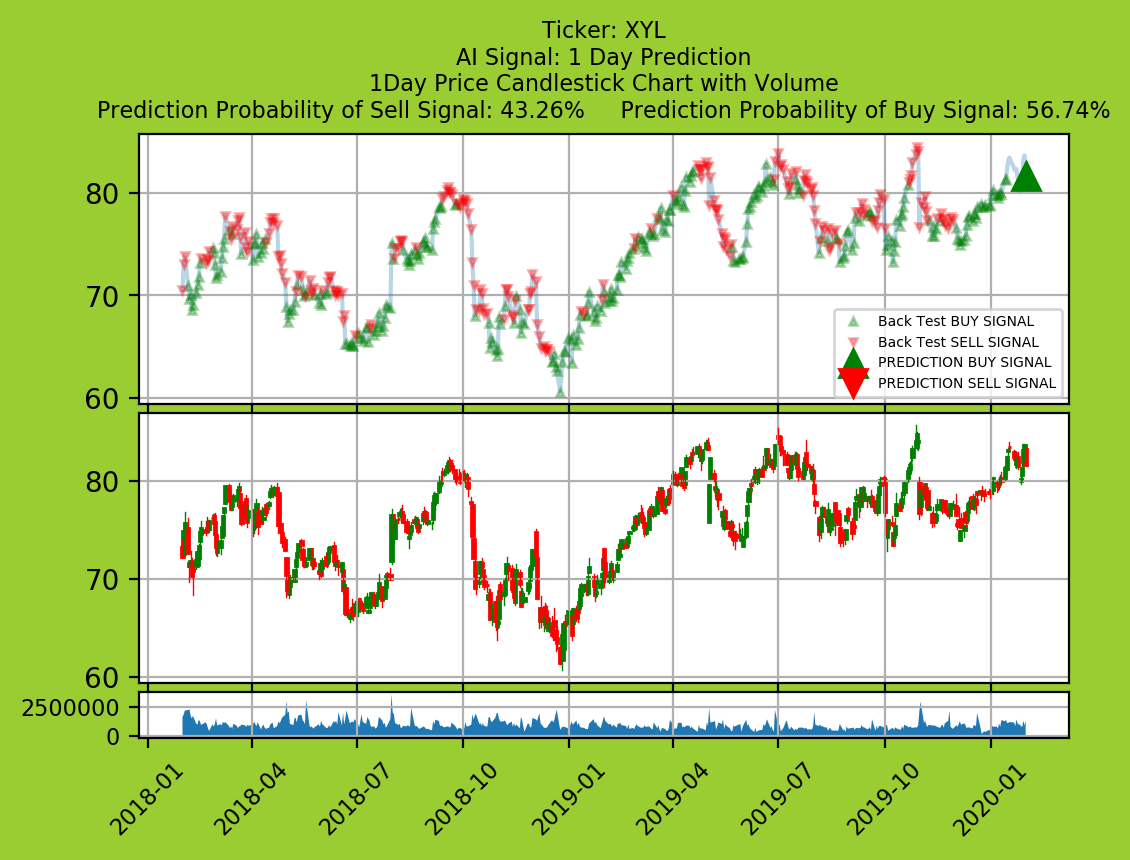 Ticker: XYL
AI Signal: 1 Day Prediction
1Day Price Candlestick Chart with Volume
Prediction Probability of Sell Signal: 43.26% Prediction Probability of Buy Signal: 56.74%
80
70
60
Back Test BUY SIGNAL
Back Test SELL SIGNAL
PREDICTION BUY SIGNAL
PREDICTION SELL SIGNAL
80
70
60
2500000
0
2018-01
2018-04
2018-07
2018-10
2019-01
2019-04
2019-07
2019-10
2020-01